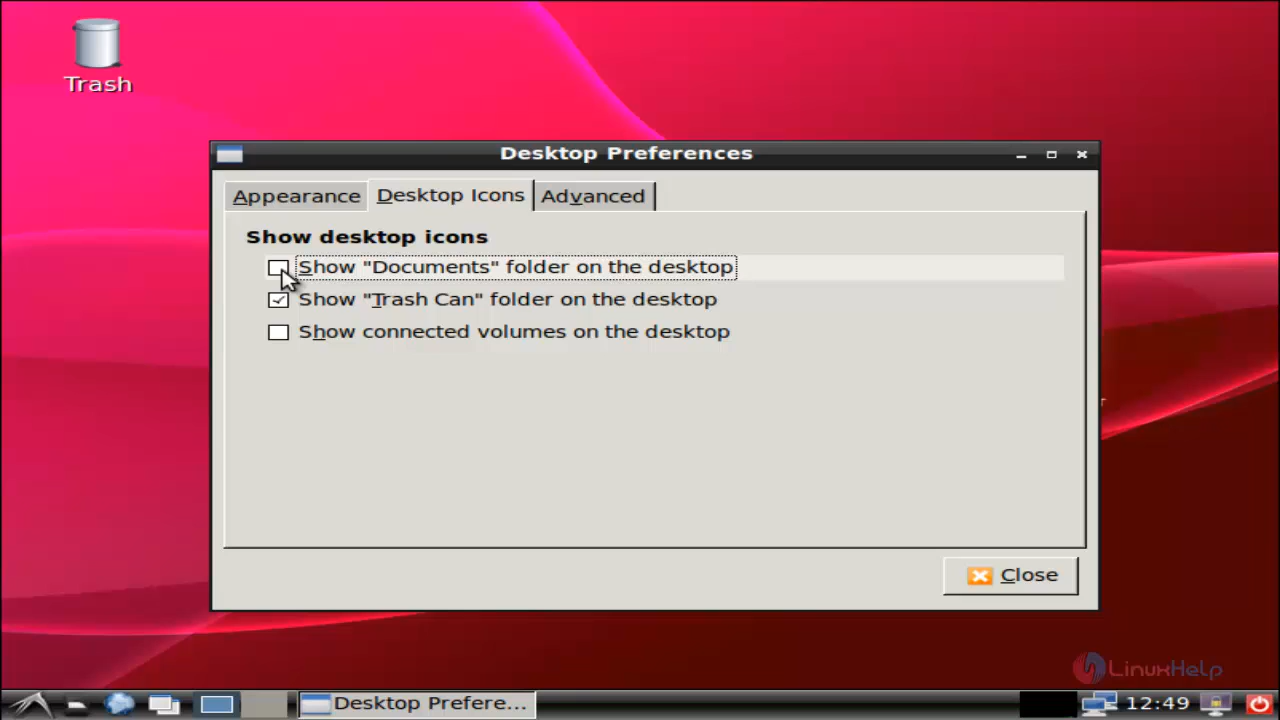 Trash
Desktop Preferences
Appearance
Desktop Icons
Advanced
Show desktop icons
Show "Documents" folder on the desktop
Show "Trash Can" folder on the desktop
Show connected volumes on the desktop
Close
LinuxHelp
Desktop Prefere...
12:49